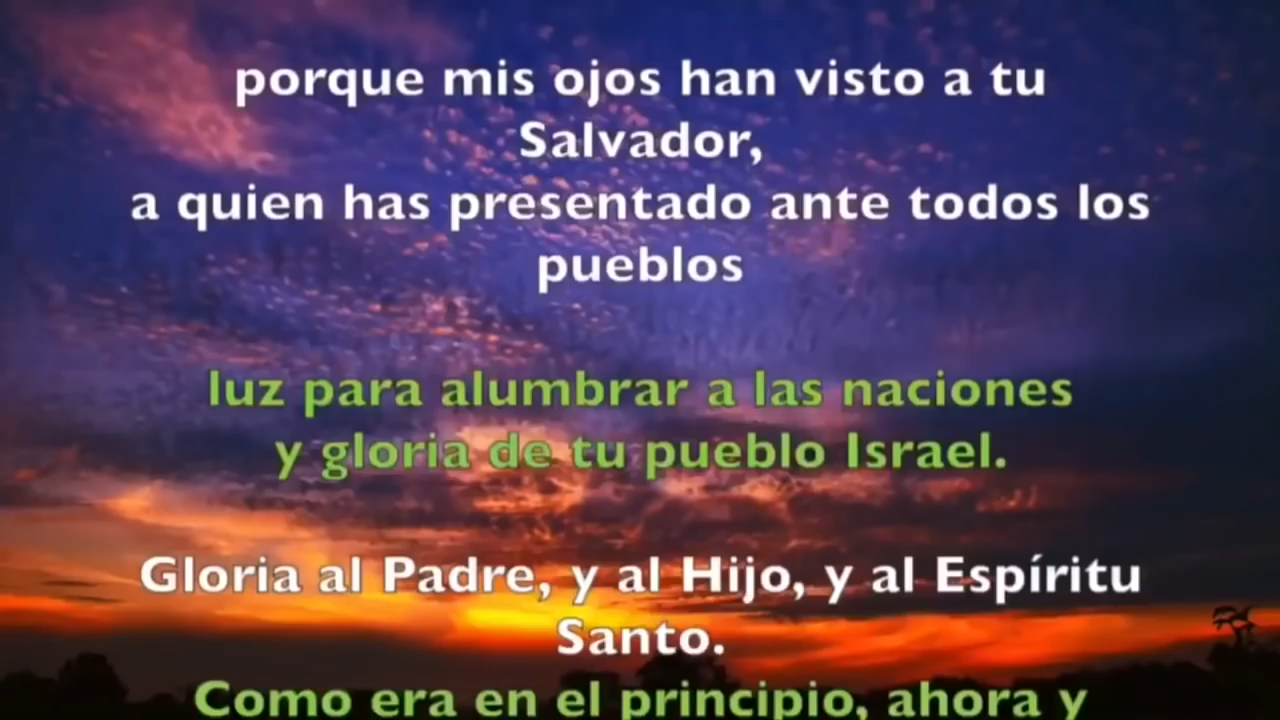 porque mis ojos han visto a tu
Salvador,
a quien has presentado ante todos los
pueblos
luz para alumbrar a las naciones
y gloria de tu pueblo Israel.
Gloria al Padre, y al Hijo, y al Espíritu
Santo.
Como era en el principio, ahora y